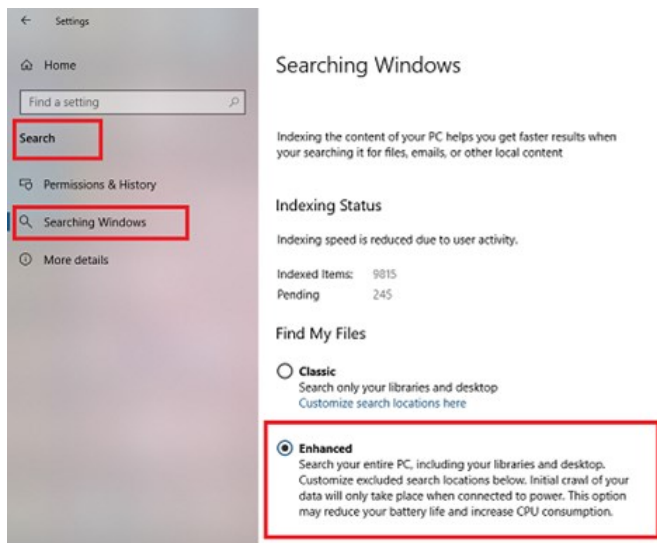 Settings
Home
Find a setting
Search
Permissions & History
Searching Windows
More details
Searching Windows
Indexing the content of your PC helps you get faster results when
your searching it for files, emails, or other local content
Indexing Status
Indexing speed is reduced due to user activity.
Indexed Items: 9815
Pending 245
Find My Files
Classic
Search only your libraries and desktop
Customize search locations here
Enhanced
Search your entire PC, including your libraries and desktop.
Customize excluded search locations below. Initial crawl of your
data will only take place when connected to power. This option
may reduce your battery life and increase CPU consumption.